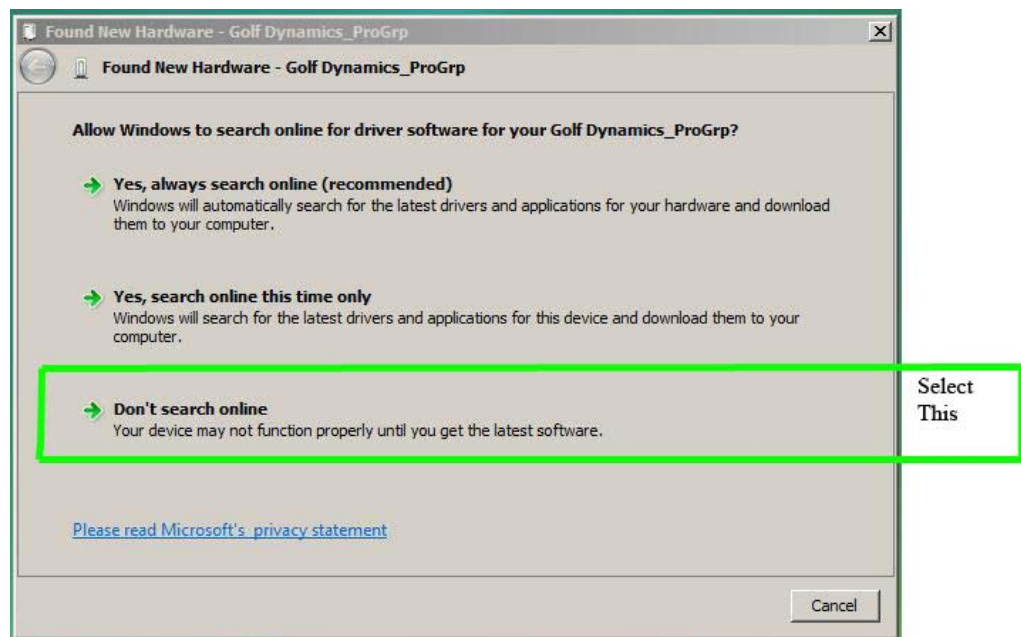 Found New Hardware - Golf Dynamics_ProGrp
Found New Hardware - Golf Dynamics_ProGrp
Allow Windows to search online for driver software for your Golf Dynamics_ProGrp?
Yes, always search online (recommended)
Windows will automatically search for the latest drivers and applications for your hardware and download
them to your computer.
Yes, search online this time only
Windows will search for the latest drivers and applications for this device and download them to your
computer.
Don't search online
Your device may not function properly until you get the latest software.
Select
This
Please read Microsoft's privacy statement
Cancel